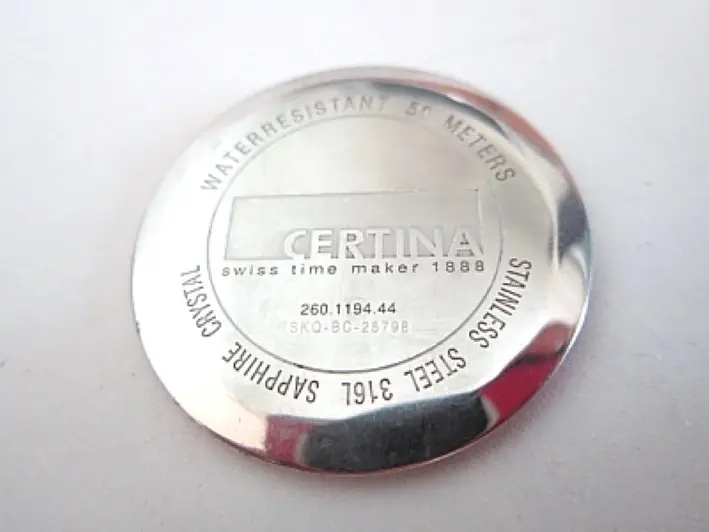 WATERRESISTANT 50 METERS
CERTINA
swiss time maker 1888
260.1194.44
SKQ-BC-25798
STAINLESS STEEL 316L SAPPHIRE CRYSTAL